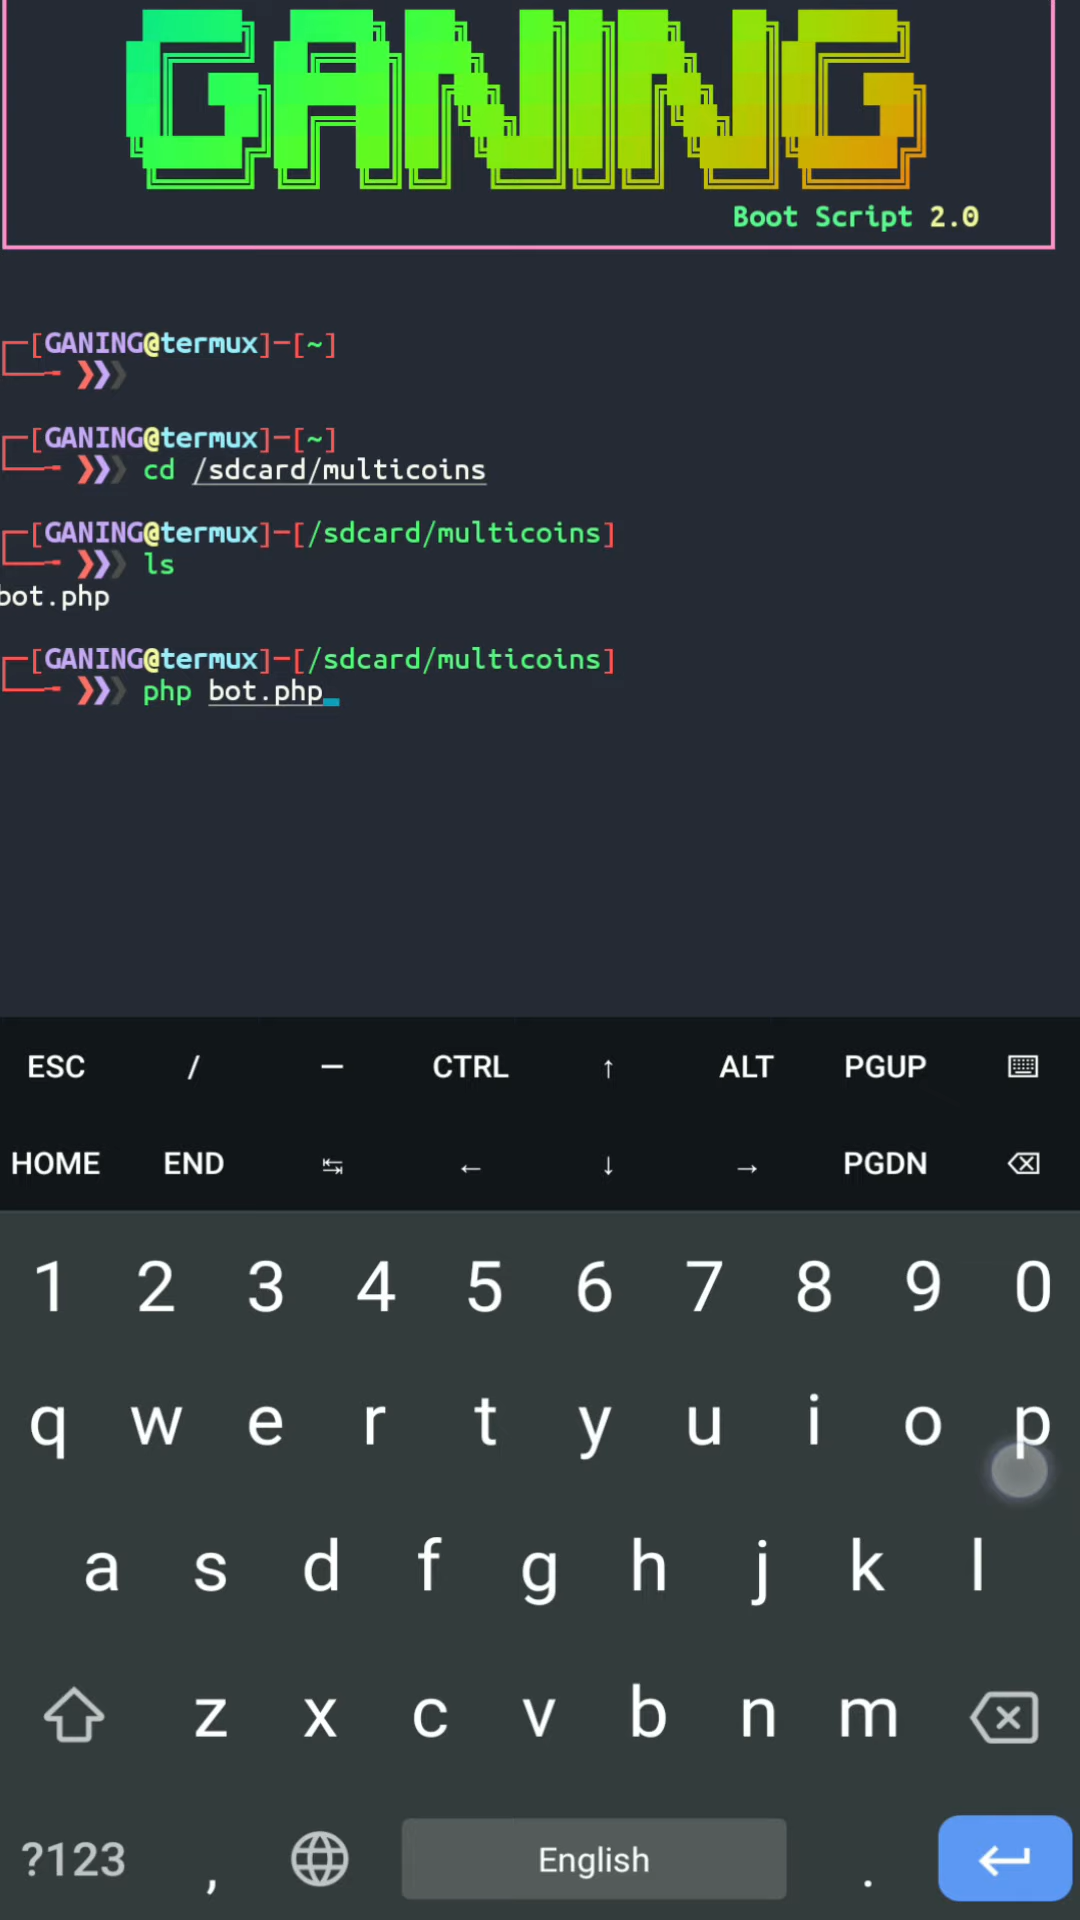 GANING
Boot Script 2.0
[GANING@termux]-[~]
❯❯❯
[GANING@termux]-[~]
❯❯❯ cd /sdcard/multicoins
[GANING@termux]-[/sdcard/multicoins]
❯❯❯ ls
bot.php
[GANING@termux]-[/sdcard/multicoins]
❯❯❯ php bot.php
ESC / — CTRL ↑ ALT PGUP
HOME END ↹ ← ↓ → PGDN ⌫
1 2 3 4 5 6 7 8 9 0
q w e r t y u i o p
a s d f g h j k l
z x c v b n m
?123 , English .